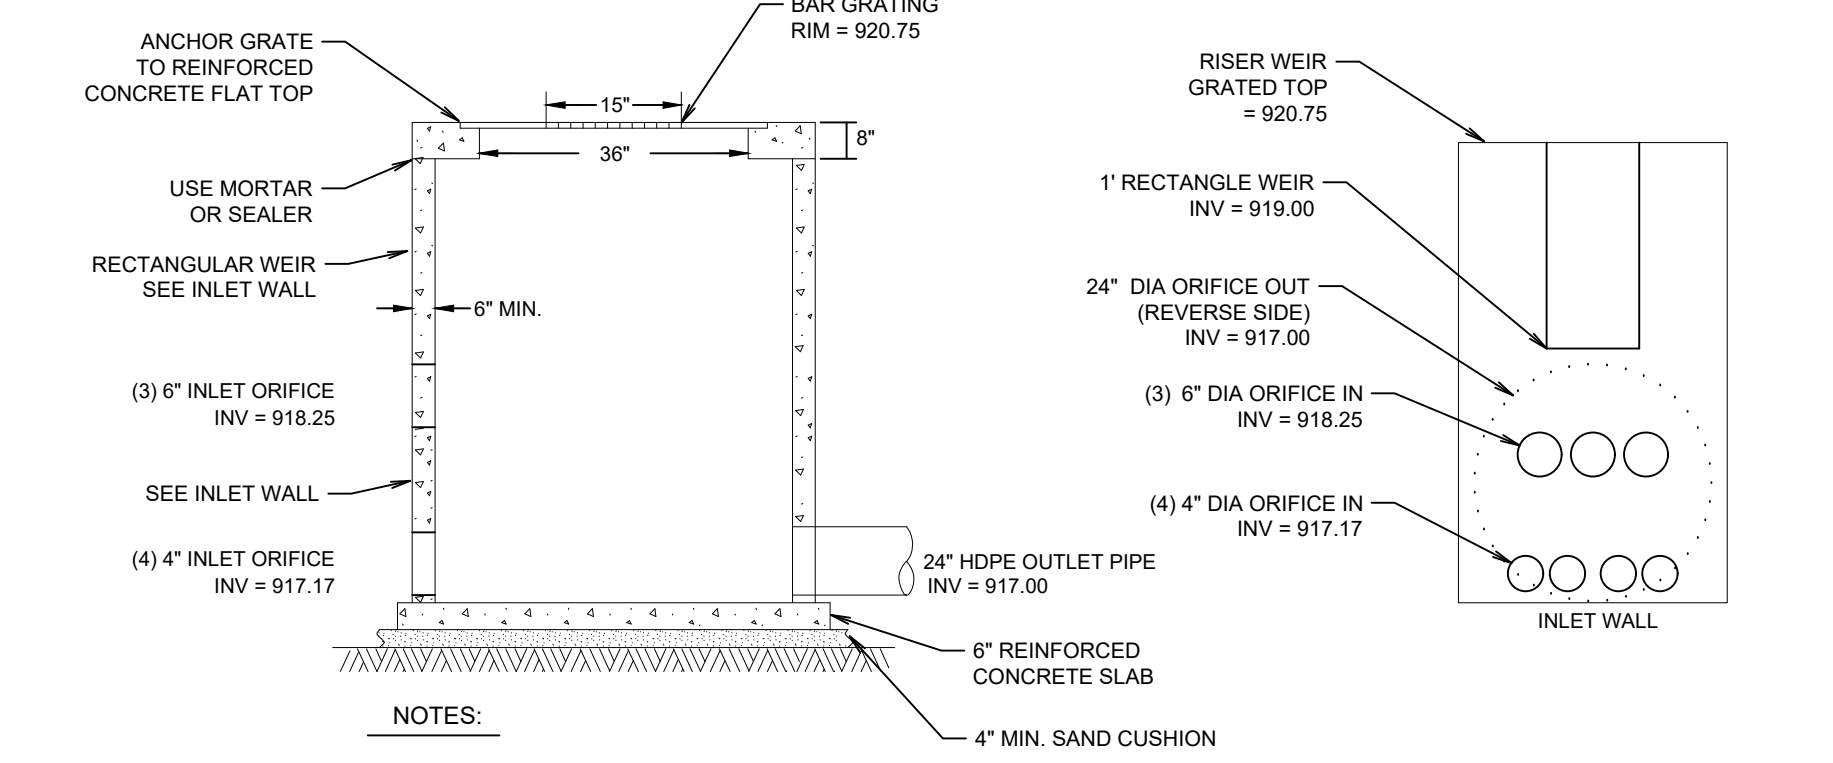 BAR GRATING
RIM = 920.75
ANCHOR GRATE
TO REINFORCED
CONCRETE FLAT TOP
15"
8"
36"
USE MORTAR
OR SEALER
RECTANGULAR WEIR
SEE INLET WALL
6" MIN.
(3) 6" INLET ORIFICE
INV = 918.25
SEE INLET WALL
(4) 4" INLET ORIFICE
INV = 917.17
24" HDPE OUTLET PIPE
INV = 917.00
6" REINFORCED
CONCRETE SLAB
4" MIN. SAND CUSHION
NOTES:
RISER WEIR
GRATED TOP
= 920.75
1' RECTANGLE WEIR
INV = 919.00
24" DIA ORIFICE OUT
(REVERSE SIDE)
INV = 917.00
(3) 6" DIA ORIFICE IN
INV = 918.25
(4) 4" DIA ORIFICE IN
INV = 917.17
INLET WALL